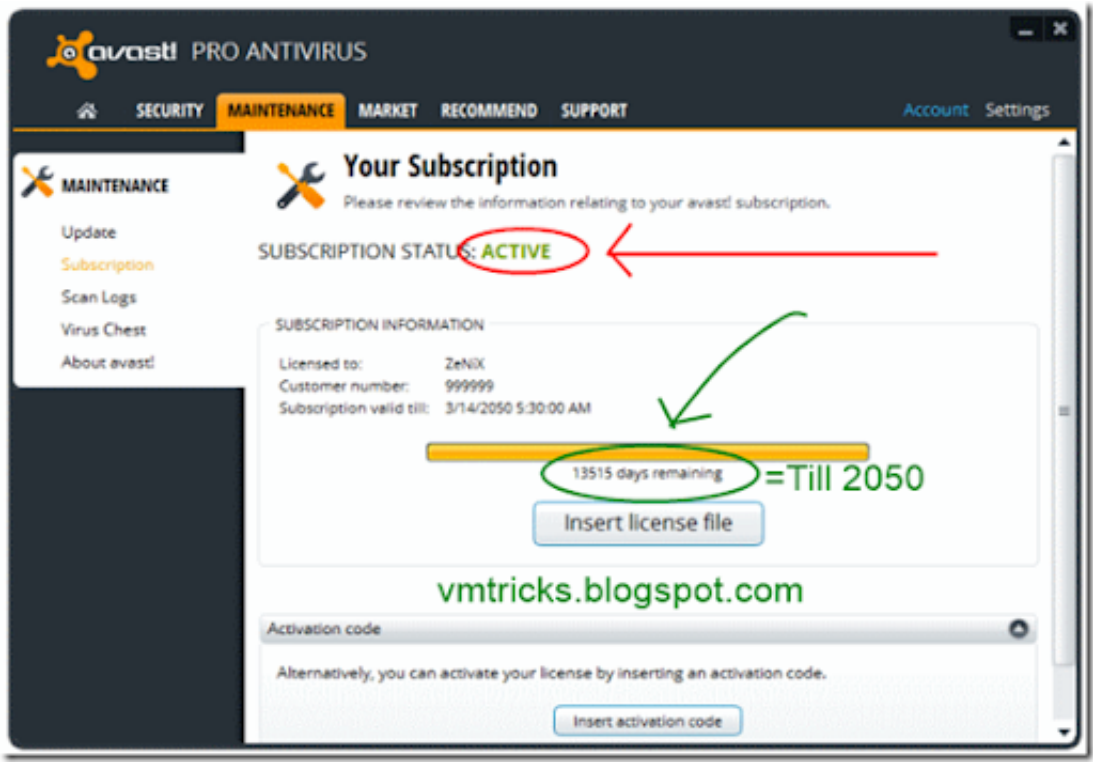 avast! PRO ANTIVIRUS
SECURITY MAINTENANCE MARKET RECOMMEND SUPPORT Account Settings
MAINTENANCE
Update
Subscription
Scan Logs
Virus Chest
About avast!
Your Subscription
Please review the information relating to your avast! subscription.
SUBSCRIPTION STATUS: ACTIVE
SUBSCRIPTION INFORMATION
Licensed to: ZeNiX
Customer number: 999999
Subscription valid till: 3/14/2050 5:30:00 AM
13515 days remaining =Till 2050
Insert license file
vmtricks.blogspot.com
Activation code
Alternatively, you can activate your license by inserting an activation code.
Insert activation code